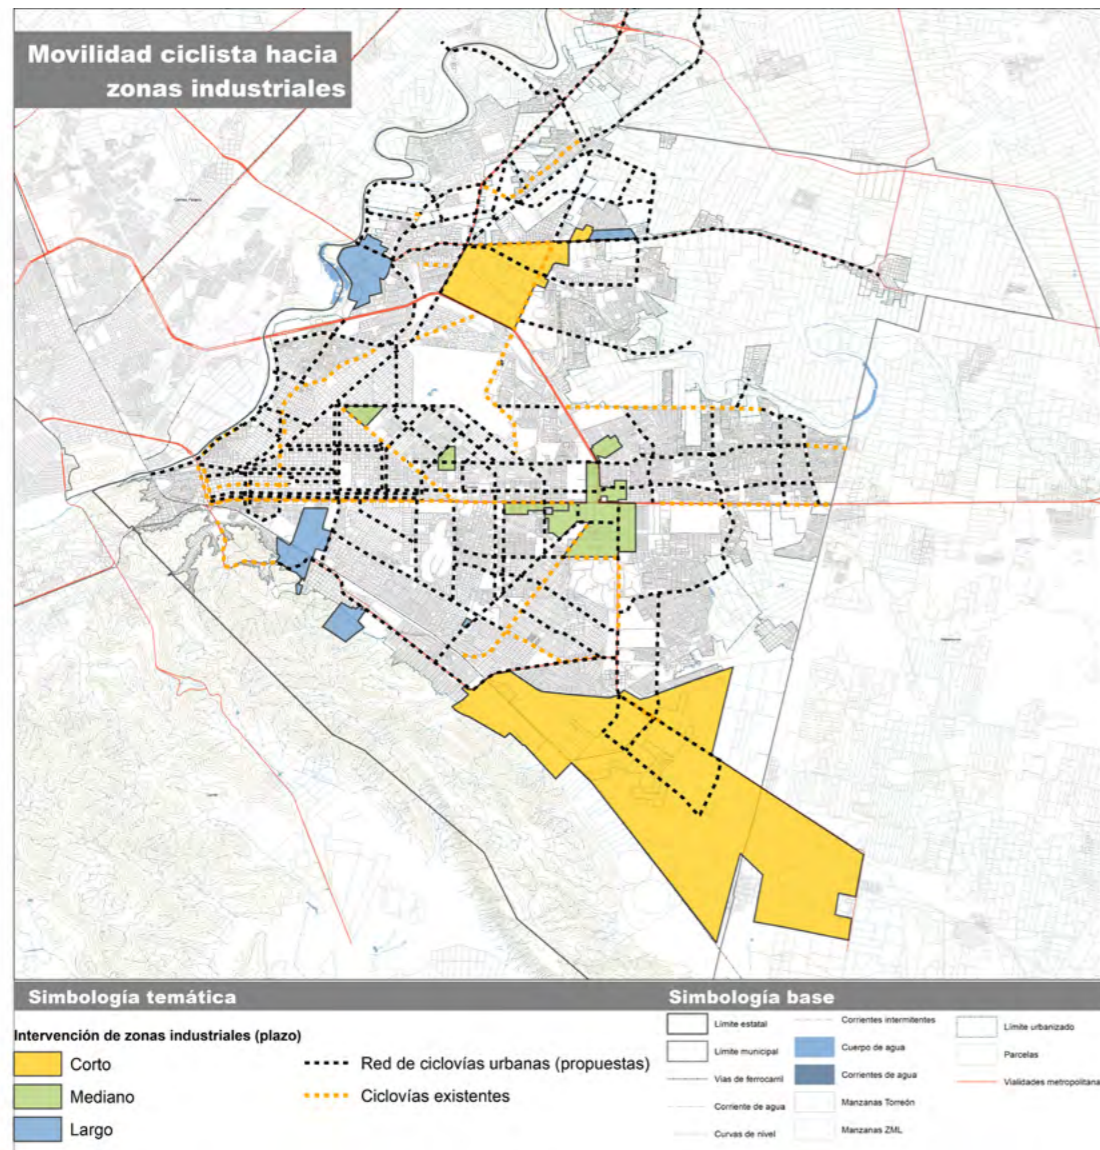 Movilidad ciclista hacia
zonas industriales
Simbología temática
Intervención de zonas industriales (plazo)
Corto
Mediano
Largo
Red de ciclovías urbanas (propuestas)
Ciclovías existentes
Simbología base
Límite estatal
Límite municipal
Vías de ferrocarril
Corriente de agua
Curvas de nivel
Corrientes intermitentes
Cuerpo de agua
Corrientes de agua
Manzanas Torreón
Manzanas ZML
Límite urbanizado
Parcelas
Vialidades metropolitana